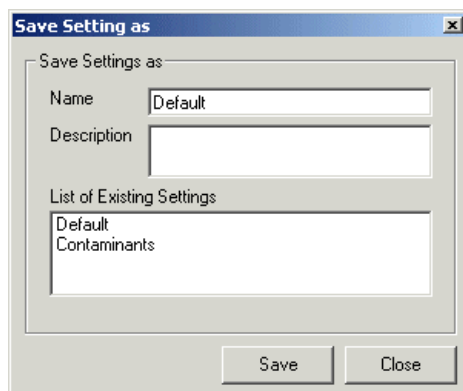 Save Setting as
Save Settings as
Name Default
Description
List of Existing Settings
Default
Contaminants
Save Close